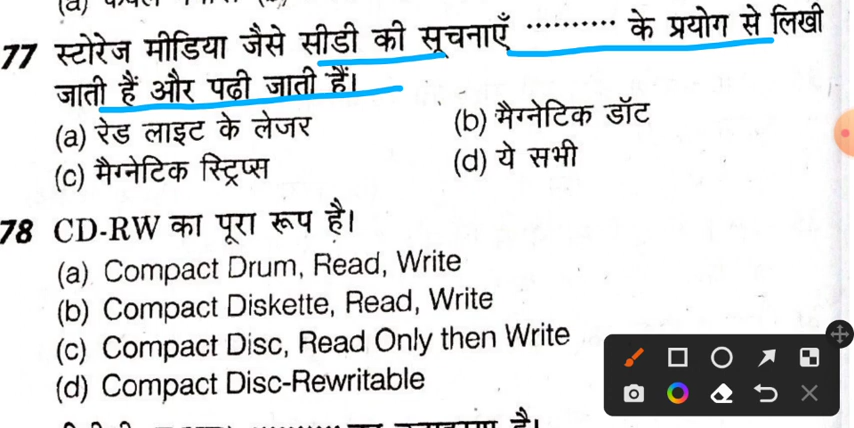 77 स्टोरेज मीडिया जैसे सीडी की सूचनाएँ ........... के प्रयोग से लिखी
जाती हैं और पढ़ी जाती हैं।
(a) रेड लाइट के लेजर (b) मैग्नेटिक डॉट
(c) मैग्नेटिक स्ट्रिप्स (d) ये सभी
78 CD-RW का पूरा रूप है।
(a) Compact Drum, Read, Write
(b) Compact Diskette, Read, Write
(c) Compact Disc, Read Only then Write
(d) Compact Disc-Rewritable